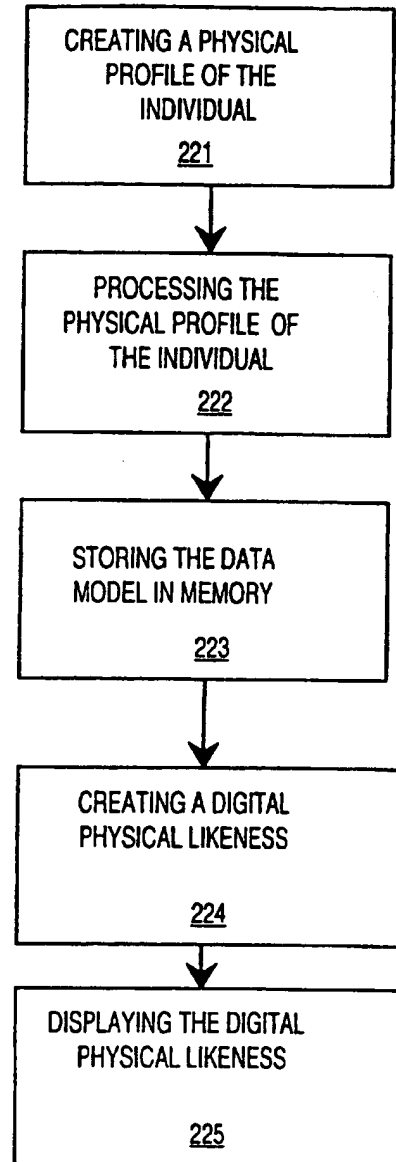 CREATING A PHYSICAL
PROFILE OF THE
INDIVIDUAL
221
PROCESSING THE
PHYSICAL PROFILE OF
THE INDIVIDUAL
222
STORING THE DATA
MODEL IN MEMORY
223
CREATING A DIGITAL
PHYSICAL LIKENESS
224
DISPLAYING THE DIGITAL
PHYSICAL LIKENESS
225